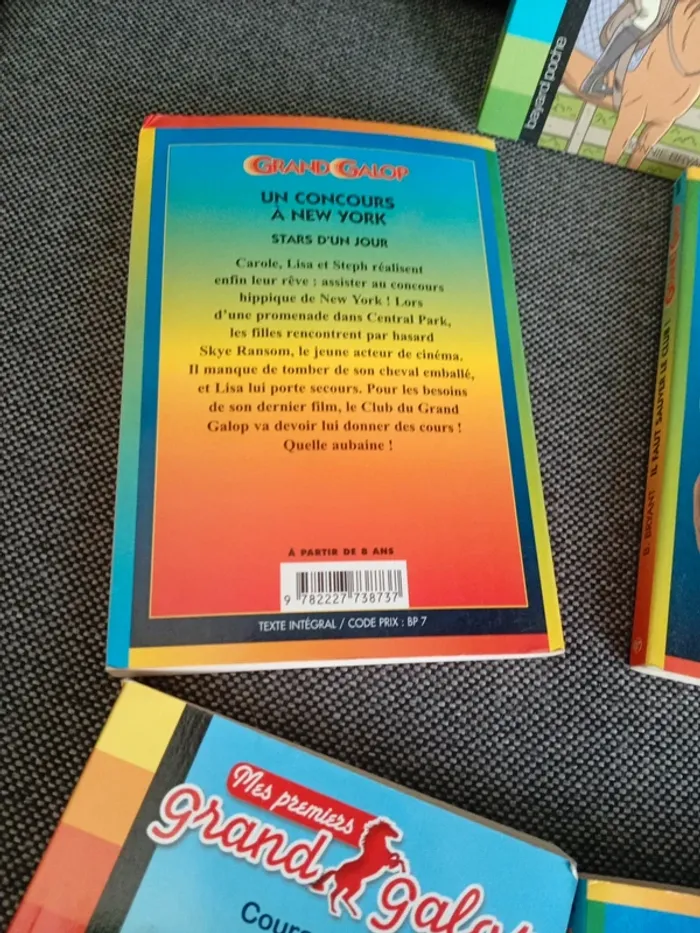 bayard poche
GRAND GALOP
UN CONCOURS
À NEW YORK
STARS D'UN JOUR
Carole, Lisa et Steph réalisent
enfin leur rêve : assister au concours
hippique de New York ! Lors
d'une promenade dans Central Park,
les filles rencontrent par hasard
Skye Ransom, le jeune acteur de cinéma.
Il manque de tomber de son cheval emballé,
et Lisa lui porte secours. Pour les besoins
de son dernier film, le Club du Grand
Galop va devoir lui donner des cours !
Quelle aubaine !
À PARTIR DE 8 ANS
9 782227 738737
TEXTE INTÉGRAL / CODE PRIX : BP 7
B. BRYANT IL FAUT SAUVER LE CLUB !
Mes premiers
grand galop